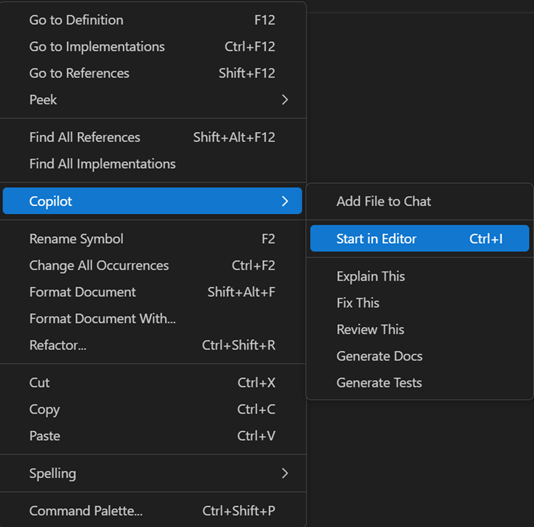 Go to Definition F12
Go to Implementations Ctrl+F12
Go to References Shift+F12
Peek
Find All References Shift+Alt+F12
Find All Implementations
Copilot
Rename Symbol F2
Change All Occurrences Ctrl+F2
Format Document Shift+Alt+F
Format Document With...
Refactor... Ctrl+Shift+R
Cut Ctrl+X
Copy Ctrl+C
Paste Ctrl+V
Spelling
Command Palette... Ctrl+Shift+P
Add File to Chat
Start in Editor Ctrl+I
Explain This
Fix This
Review This
Generate Docs
Generate Tests